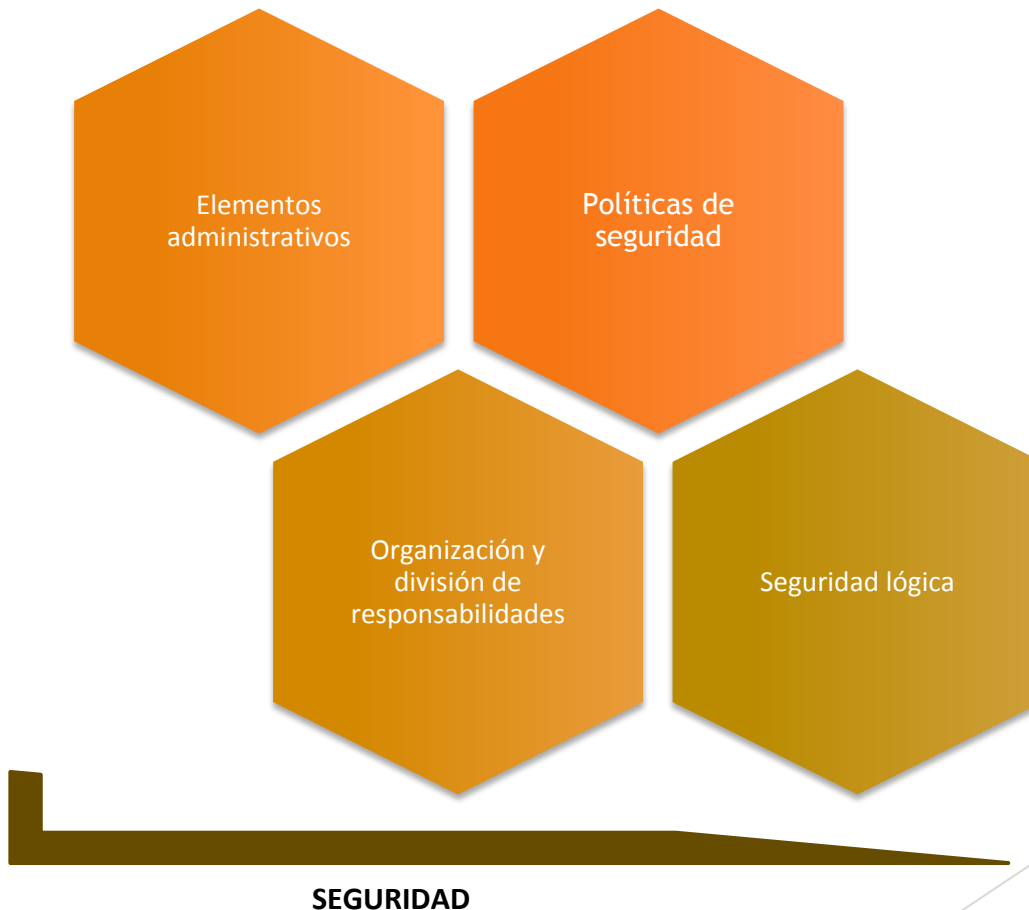 Elementos
administrativos
Políticas de
seguridad
Organización y
división de
responsabilidades
Seguridad lógica
SEGURIDAD